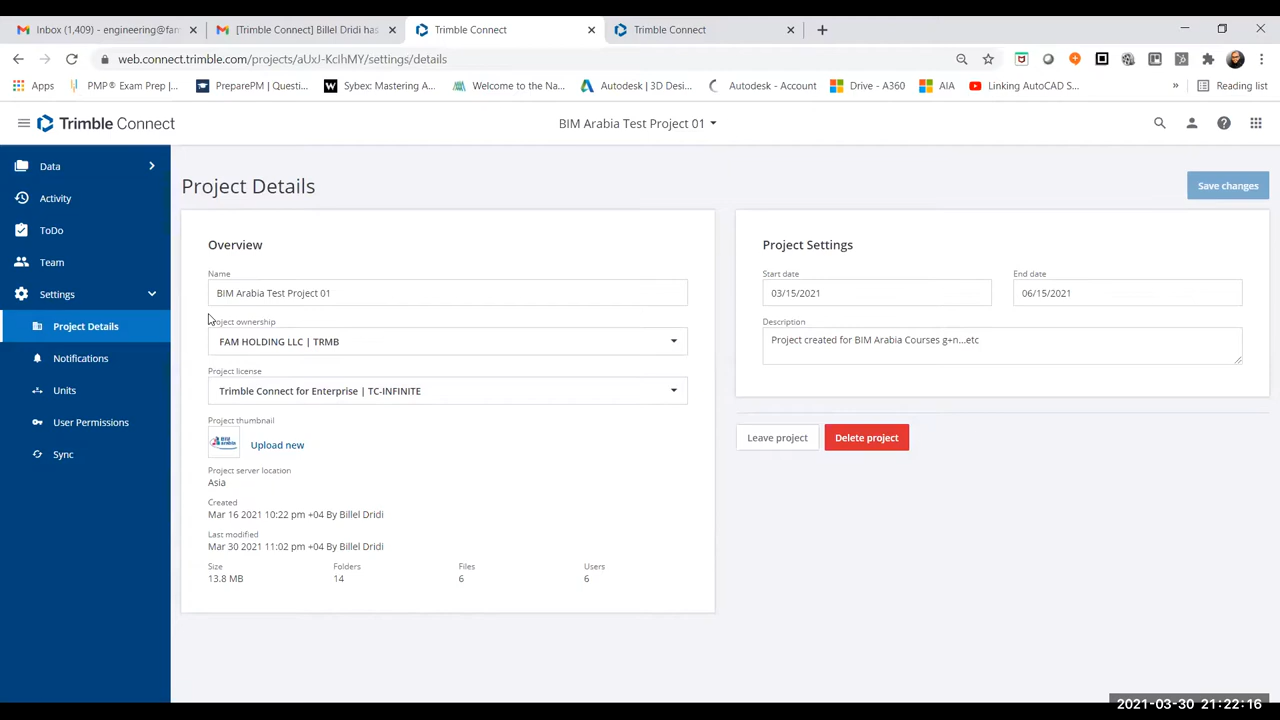 Inbox (1,409) - engineering@fam
[Trimble Connect] Billel Dridi has
Trimble Connect
Trimble Connect
web.connect.trimble.com/projects/aUbFKclhMY/settings/details
Apps
PMP® Exam Prep |...
PreparePM | Questi...
Sybex: Mastering A...
Welcome to the Na...
Autodesk | 3D Desi...
Autodesk - Account
Drive - A360
AIA
Linking AutoCAD S...
»
Reading list
Trimble Connect
BIM Arabia Test Project 01
Data
Activity
ToDo
Team
Settings
Project Details
Notifications
Units
User Permissions
Sync
Project Details
Save changes
Overview
Name
BIM Arabia Test Project 01
Project ownership
FAM HOLDING LLC | TRMB
Project license
Trimble Connect for Enterprise | TC-INFINITE
Project thumbnail
BIM arabia
Upload new
Project server location
Asia
Created
Mar 16 2021 10:22 pm +04 By Billel Dridi
Last modified
Mar 30 2021 11:02 pm +04 By Billel Dridi
Size Folders Files Users
13.8 MB 14 6 6
Project Settings
Start date End date
03/15/2021 06/15/2021
Description
Project created for BIM Arabia Courses g+n...etc
Leave project
Delete project
2021-03-30 21:22:16